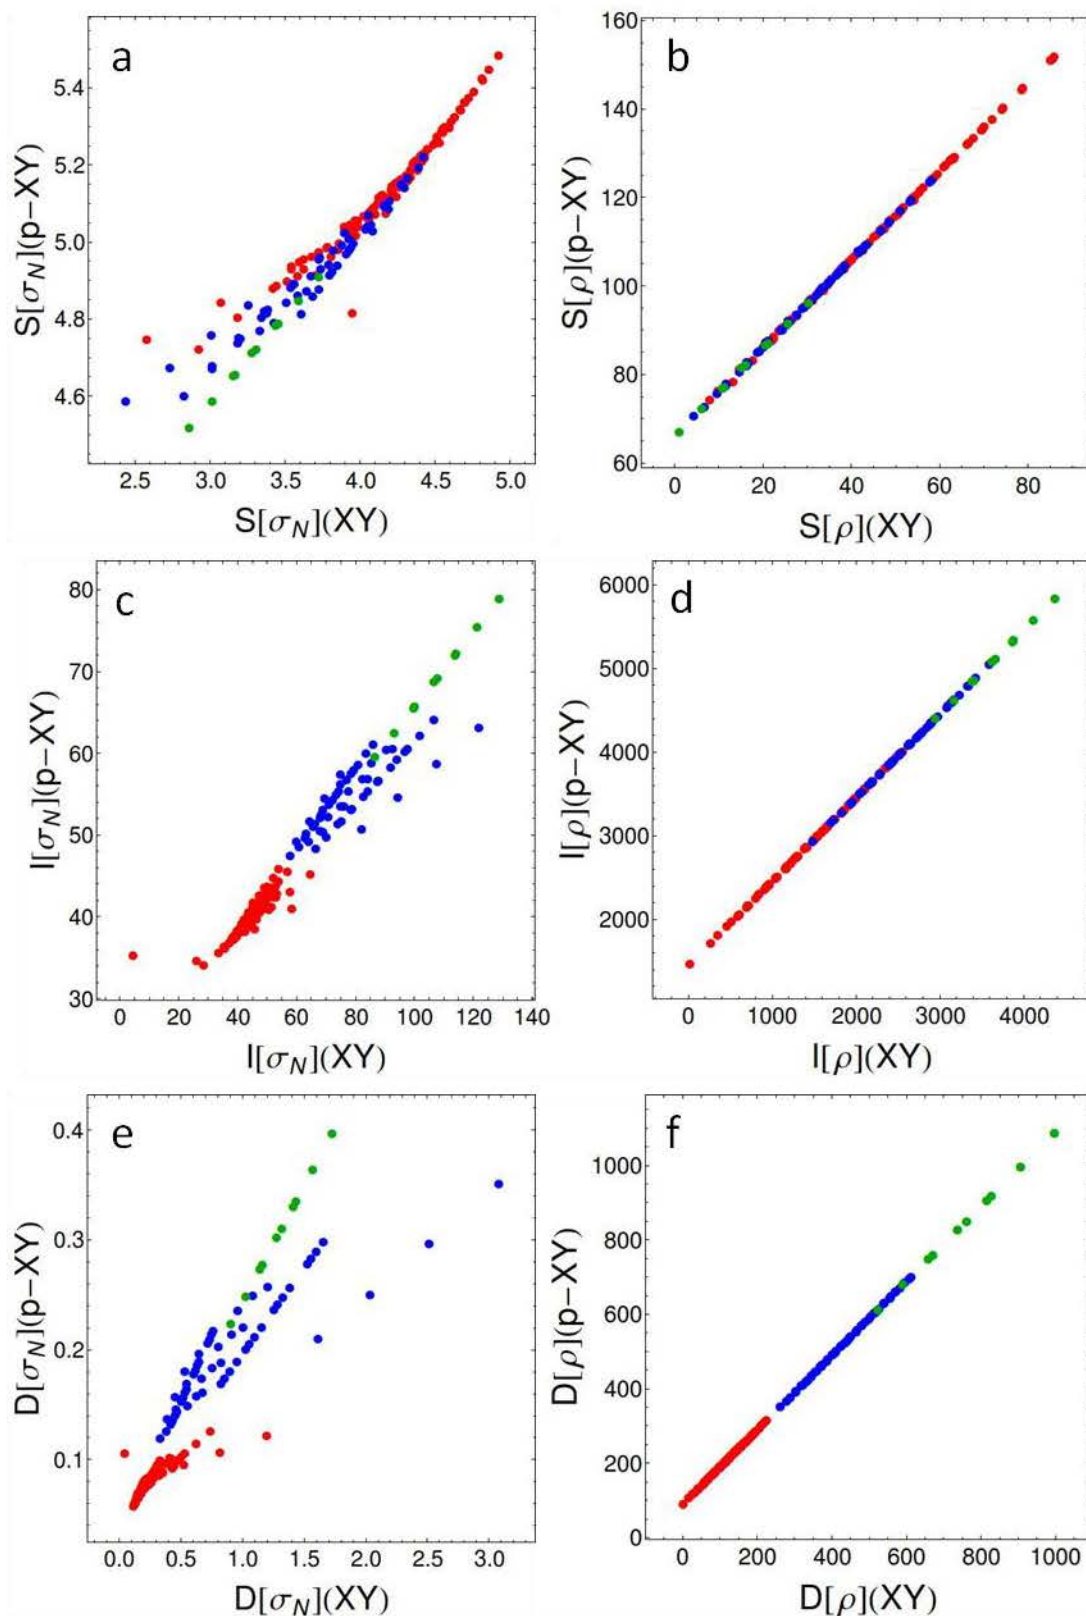 a
S[σN](p−XY)
5.4
5.2
5.0
4.8
4.6
2.5 3.0 3.5 4.0 4.5 5.0
S[σN](XY)
b
S[ρ](p−XY)
160
140
120
100
80
60
0 20 40 60 80
S[ρ](XY)
c
I[σN](p−XY)
80
70
60
50
40
30
0 20 40 60 80 100 120 140
I[σN](XY)
d
I[ρ](p−XY)
6000
5000
4000
3000
2000
0 1000 2000 3000 4000
I[ρ](XY)
e
D[σN](p−XY)
0.4
0.3
0.2
0.1
0.0 0.5 1.0 1.5 2.0 2.5 3.0
D[σN](XY)
f
D[ρ](p−XY)
1000
800
600
400
200
0
0 200 400 600 800 1000
D[ρ](XY)